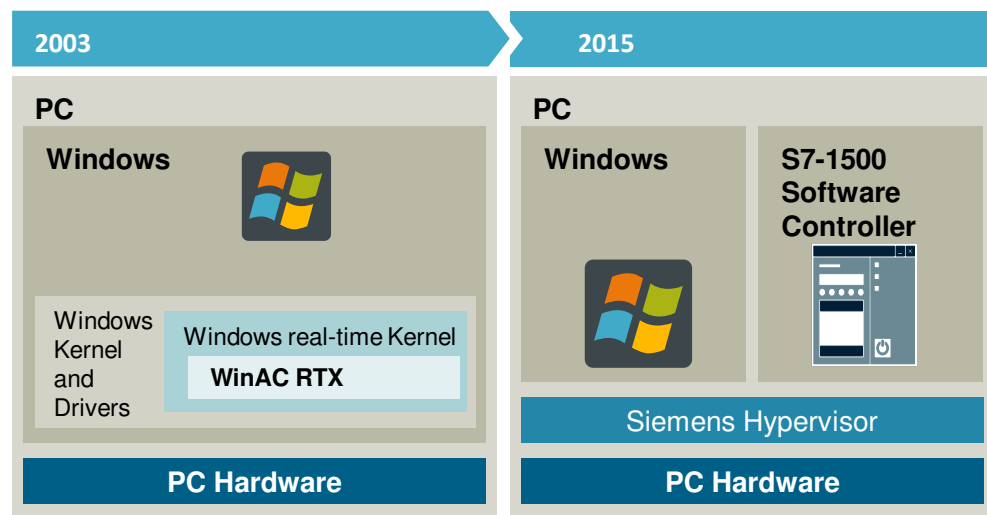 2003
2015
PC
Windows
Windows
Kernel
and
Drivers
Windows real-time Kernel
WinAC RTX
PC Hardware
PC
Windows
S7-1500
Software
Controller
Siemens Hypervisor
PC Hardware